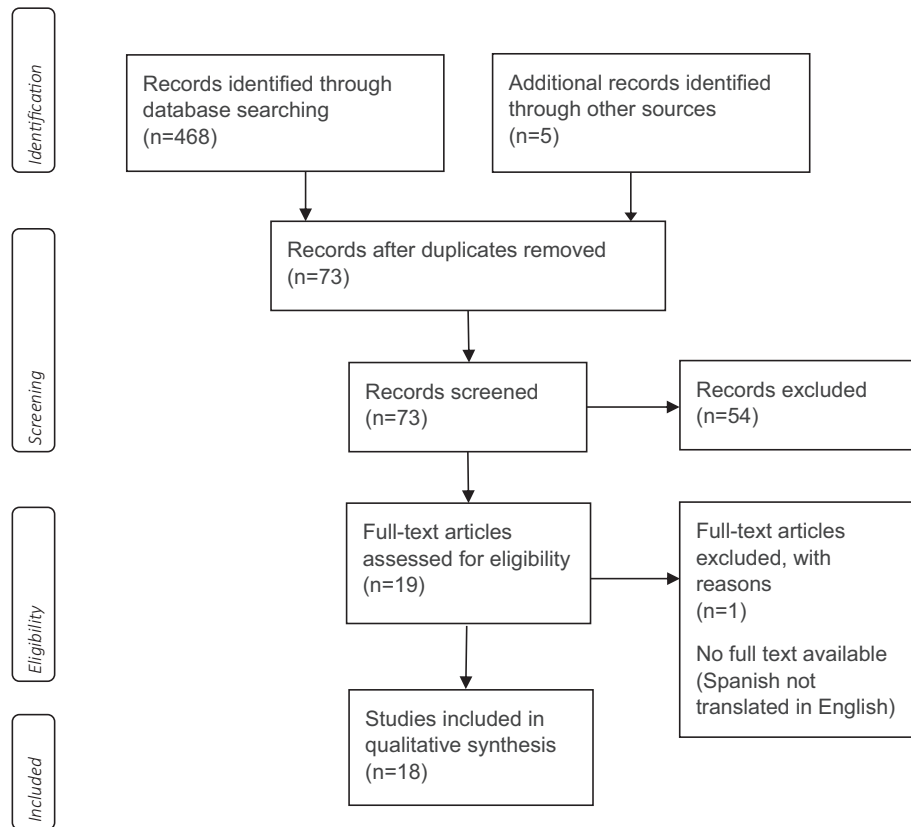 Identification
Records identified through
database searching
(n=468)
Additional records identified
through other sources
(n=5)
Screening
Records after duplicates removed
(n=73)
Records screened
(n=73)
Records excluded
(n=54)
Eligibility
Full-text articles
assessed for eligibility
(n=19)
Full-text articles
excluded, with
reasons
(n=1)
No full text available
(Spanish not
translated in English)
Included
Studies included in
qualitative synthesis
(n=18)